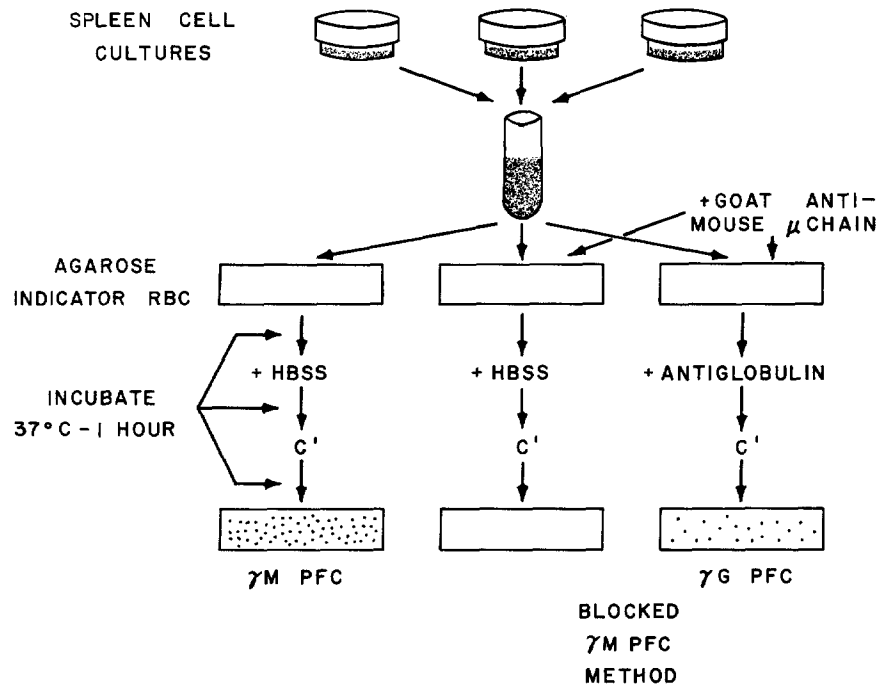 SPLEEN CELL
CULTURES
+GOAT ANTI-
MOUSE μ CHAIN
AGAROSE
INDICATOR RBC
+ HBSS
+ HBSS
+ ANTIGLOBULIN
INCUBATE
37°C-1 HOUR
C'
C'
C'
γM PFC
γG PFC
BLOCKED
γM PFC
METHOD